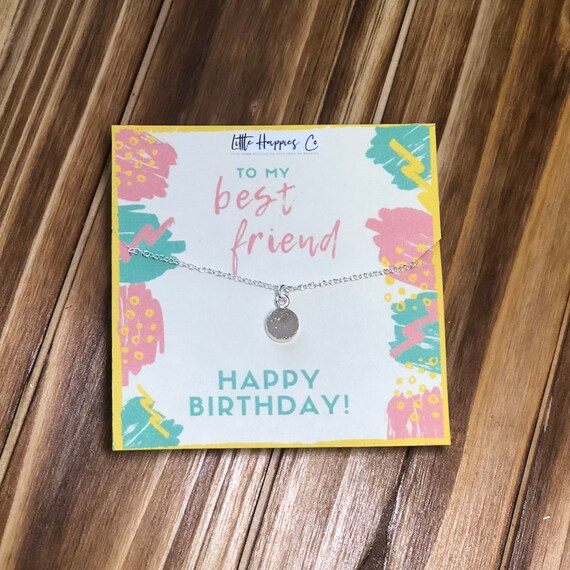 Little Happies Co
TO MY
best
friend
HAPPY
BIRTHDAY!